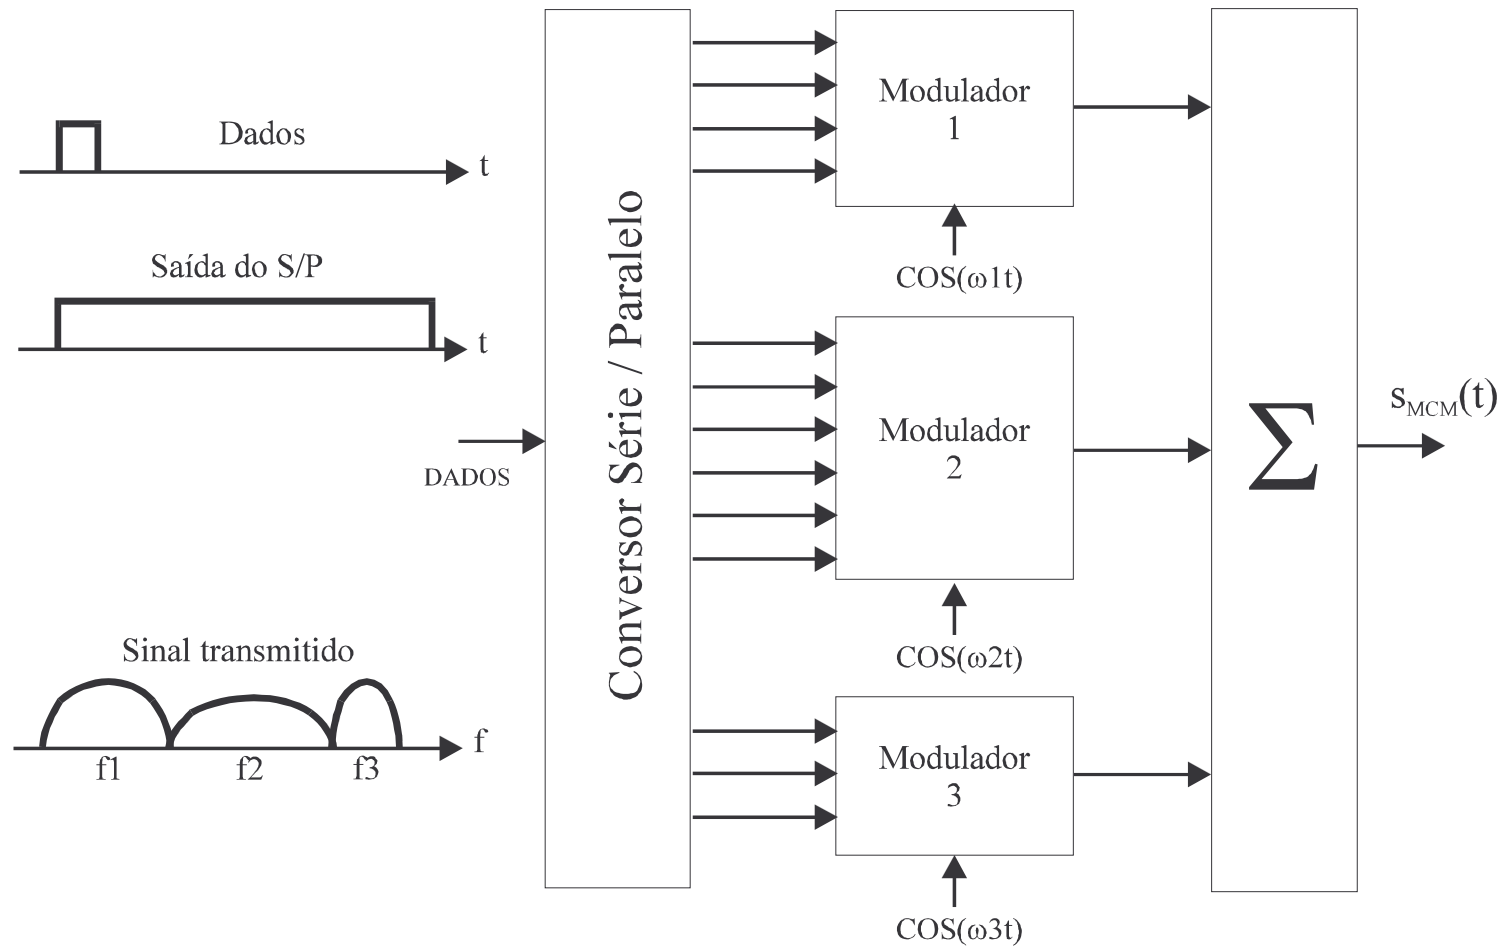 Dados
t
Saída do S/P
t
DADOS
Sinal transmitido
f
f1 f2 f3
Conversor Série / Paralelo
Modulador
1
COS(ω1t)
Modulador
2
COS(ω2t)
Modulador
3
COS(ω3t)
Σ
sMCM(t)